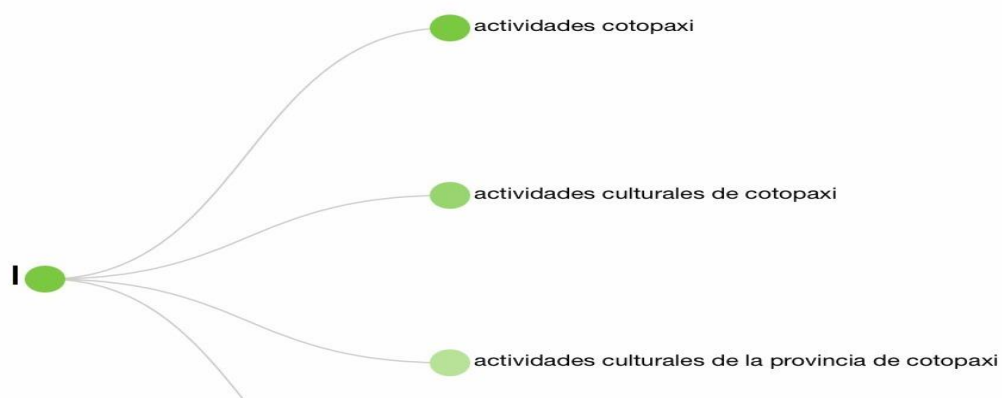 actividades cotopaxi
actividades culturales de cotopaxi
l
actividades culturales de la provincia de cotopaxi